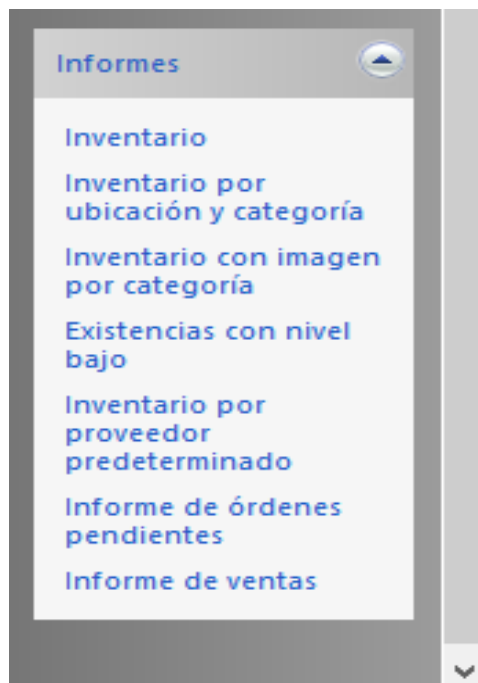 Informes
Inventario
Inventario por
ubicación y categoría
Inventario con imagen
por categoría
Existencias con nivel
bajo
Inventario por
proveedor
predeterminado
Informe de órdenes
pendientes
Informe de ventas